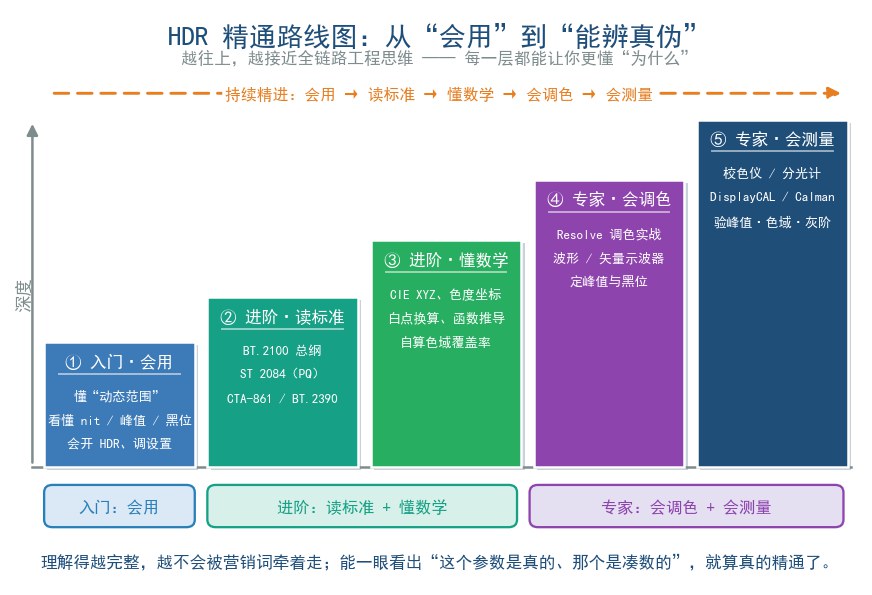 HDR 精通路线图：从“会用”到“能辨真伪”
越往上，越接近全链路工程思维 —— 每一层都能让你更懂“为什么”
持续精进：会用 → 读标准 → 懂数学 → 会调色 → 会测量
深度
① 入门·会用
懂“动态范围”
看懂 nit / 峰值 / 黑位
会开 HDR、调设置
② 进阶·读标准
BT.2100 总纲
ST 2084（PQ）
CTA-861 / BT.2390
③ 进阶·懂数学
CIE XYZ、色度坐标
白点换算、函数推导
自算色域覆盖率
④ 专家·会调色
Resolve 调色实战
波形 / 矢量示波器
定峰值与黑位
⑤ 专家·会测量
校色仪 / 分光计
DisplayCAL / Calman
验峰值·色域·灰阶
入门：会用
进阶：读标准 + 懂数学
专家：会调色 + 会测量
理解得越完整，越不会被营销词牵着走；能一眼看出“这个参数是真的、那个是凑数的”，就算真的精通了。